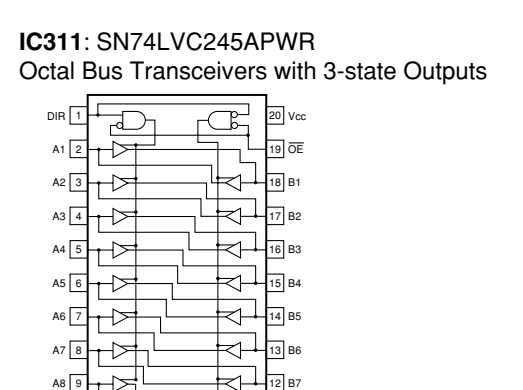 IC311: SN74LVC245APWR
Octal Bus Transceivers with 3-state Outputs
DIR 1 20 Vcc
A1 2 19 OE
A2 3 18 B1
A3 4 17 B2
A4 5 16 B3
A5 6 15 B4
A6 7 14 B5
A7 8 13 B6
A8 9 12 B7